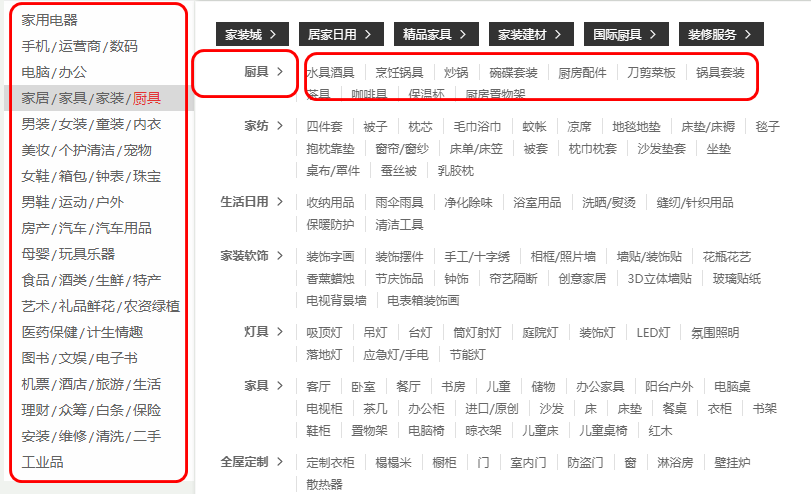 家用电器
手机/运营商/数码
电脑/办公
家居/家具/家装/厨具
男装/女装/童装/内衣
美妆/个护清洁/宠物
女鞋/箱包/钟表/珠宝
男鞋/运动/户外
房产/汽车/汽车用品
母婴/玩具乐器
食品/酒类/生鲜/特产
艺术/礼品鲜花/农资绿植
医药保健/计生情趣
图书/文娱/电子书
机票/酒店/旅游/生活
理财/众筹/白条/保险
安装/维修/清洗/二手
工业品
家装城 > 居家日用 > 精品家具 > 家装建材 > 国际厨具 > 装修服务 >
厨具 > 水具酒具 烹饪锅具 炒锅 碗碟套装 厨房配件 刀剪菜板 锅具套装
茶具 咖啡具 保温杯 厨房置物架
家纺 > 四件套 被子 枕芯 毛巾浴巾 蚊帐 凉席 地毯地垫 床垫/床褥 毯子
抱枕靠垫 窗帘/窗纱 床单/床笠 被套 枕巾枕套 沙发垫套 坐垫
桌布/罩件 蚕丝被 乳胶枕
生活日用 > 收纳用品 雨伞雨具 净化除味 浴室用品 洗晒/熨烫 缝纫/针织用品
保暖防护 清洁工具
家装软饰 > 装饰字画 装饰摆件 手工/十字绣 相框/照片墙 墙贴/装饰贴 花瓶花艺
香薰蜡烛 节庆饰品 钟饰 帘艺隔断 创意家居 3D立体墙贴 玻璃贴纸
电视背景墙 电表箱装饰画
灯具 > 吸顶灯 吊灯 台灯 筒灯射灯 庭院灯 装饰灯 LED灯 氛围照明
落地灯 应急灯/手电 节能灯
家具 > 客厅 卧室 餐厅 书房 儿童 储物 办公家具 阳台户外 电脑桌
电视柜 茶几 办公柜 进口/原创 沙发 床 床垫 餐桌 衣柜 书架
鞋柜 置物架 电脑椅 晾衣架 儿童床 儿童桌椅 红木
全屋定制 > 定制衣柜 榻榻米 橱柜 门 室内门 防盗门 窗 淋浴房 壁挂炉
散热器